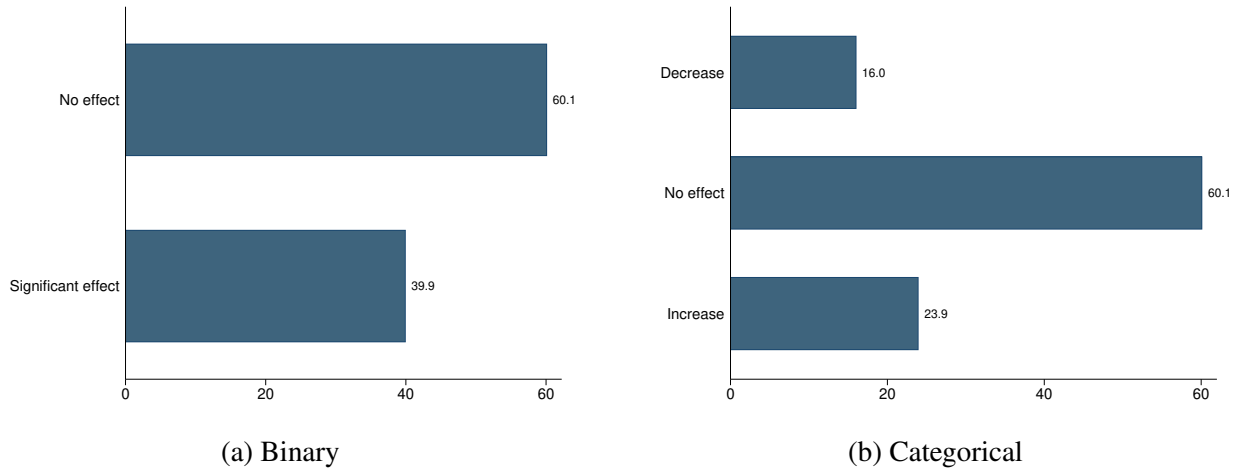 No effect
60.1
Significant effect
39.9
0 20 40 60
(a) Binary
Decrease
16.0
No effect
60.1
Increase
23.9
0 20 40 60
(b) Categorical